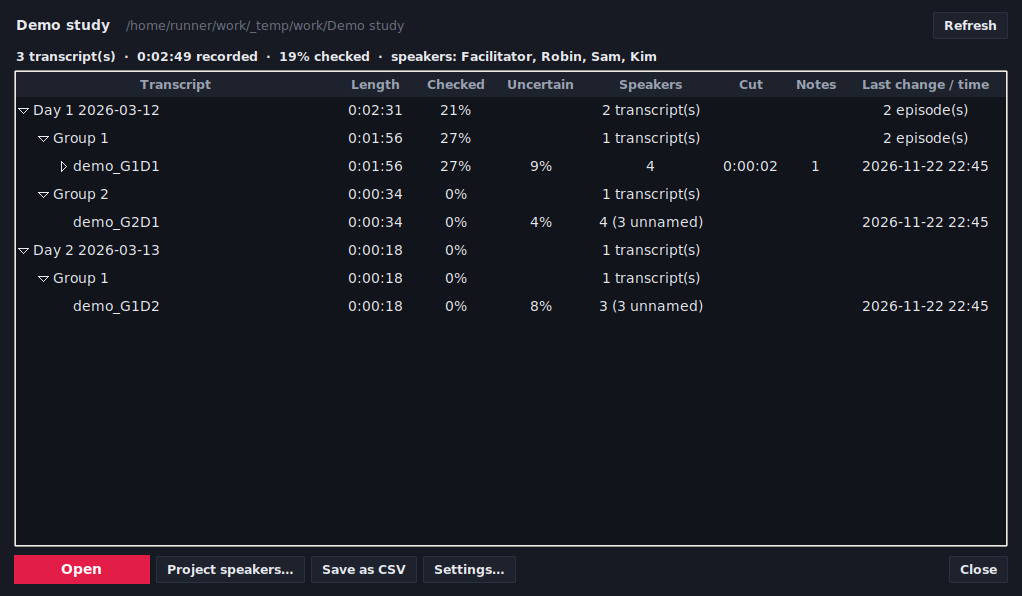 Demo study /home/runner/work/_temp/work/Demo study Refresh
3 transcript(s) · 0:02:49 recorded · 19% checked · speakers: Facilitator, Robin, Sam, Kim
Transcript Length Checked Uncertain Speakers Cut Notes Last change / time
Day 1 2026-03-12 0:02:31 21% 2 transcript(s) 2 episode(s)
Group 1 0:01:56 27% 1 transcript(s) 2 episode(s)
demo_G1D1 0:01:56 27% 9% 4 0:00:02 1 2026-11-22 22:45
Group 2 0:00:34 0% 1 transcript(s)
demo_G2D1 0:00:34 0% 4% 4 (3 unnamed) 2026-11-22 22:45
Day 2 2026-03-13 0:00:18 0% 1 transcript(s)
Group 1 0:00:18 0% 1 transcript(s)
demo_G1D2 0:00:18 0% 8% 3 (3 unnamed) 2026-11-22 22:45
Open Project speakers... Save as CSV Settings... Close